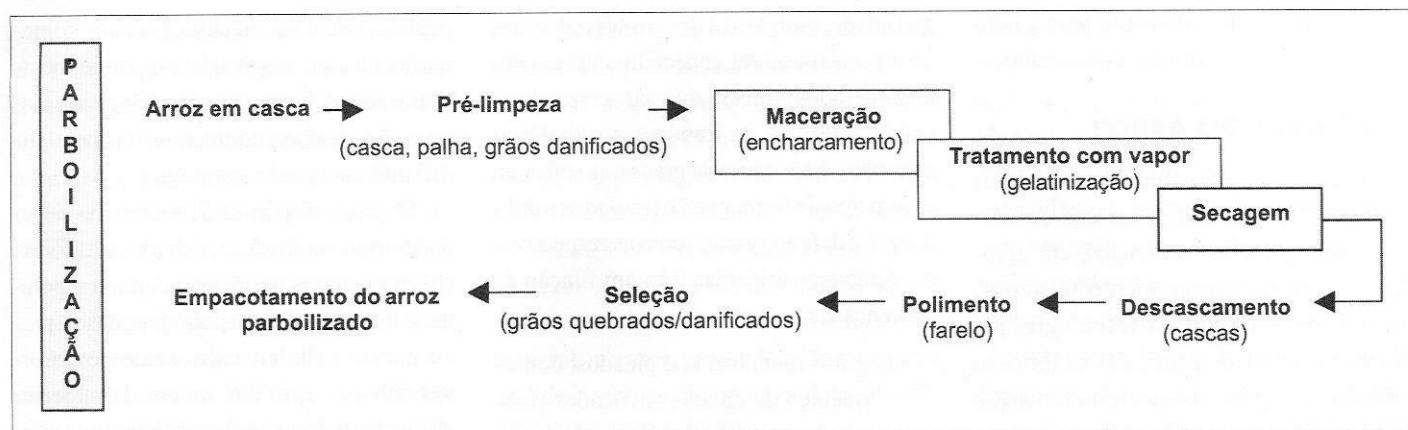 PARBOILIZAÇÃO
Arroz em casca
Pré-limpeza
(casca, palha, grãos danificados)
Maceração
(encharcamento)
Tratamento com vapor
(gelatinização)
Secagem
Descascamento
(cascas)
Polimento
(farelo)
Seleção
(grãos quebrados/danificados)
Empacotamento do arroz
parboilizado